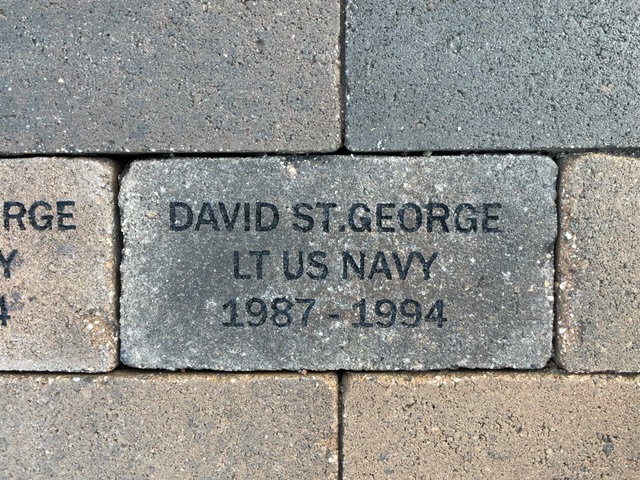 DAVID ST.GEORGE
LT US NAVY
1987 - 1994